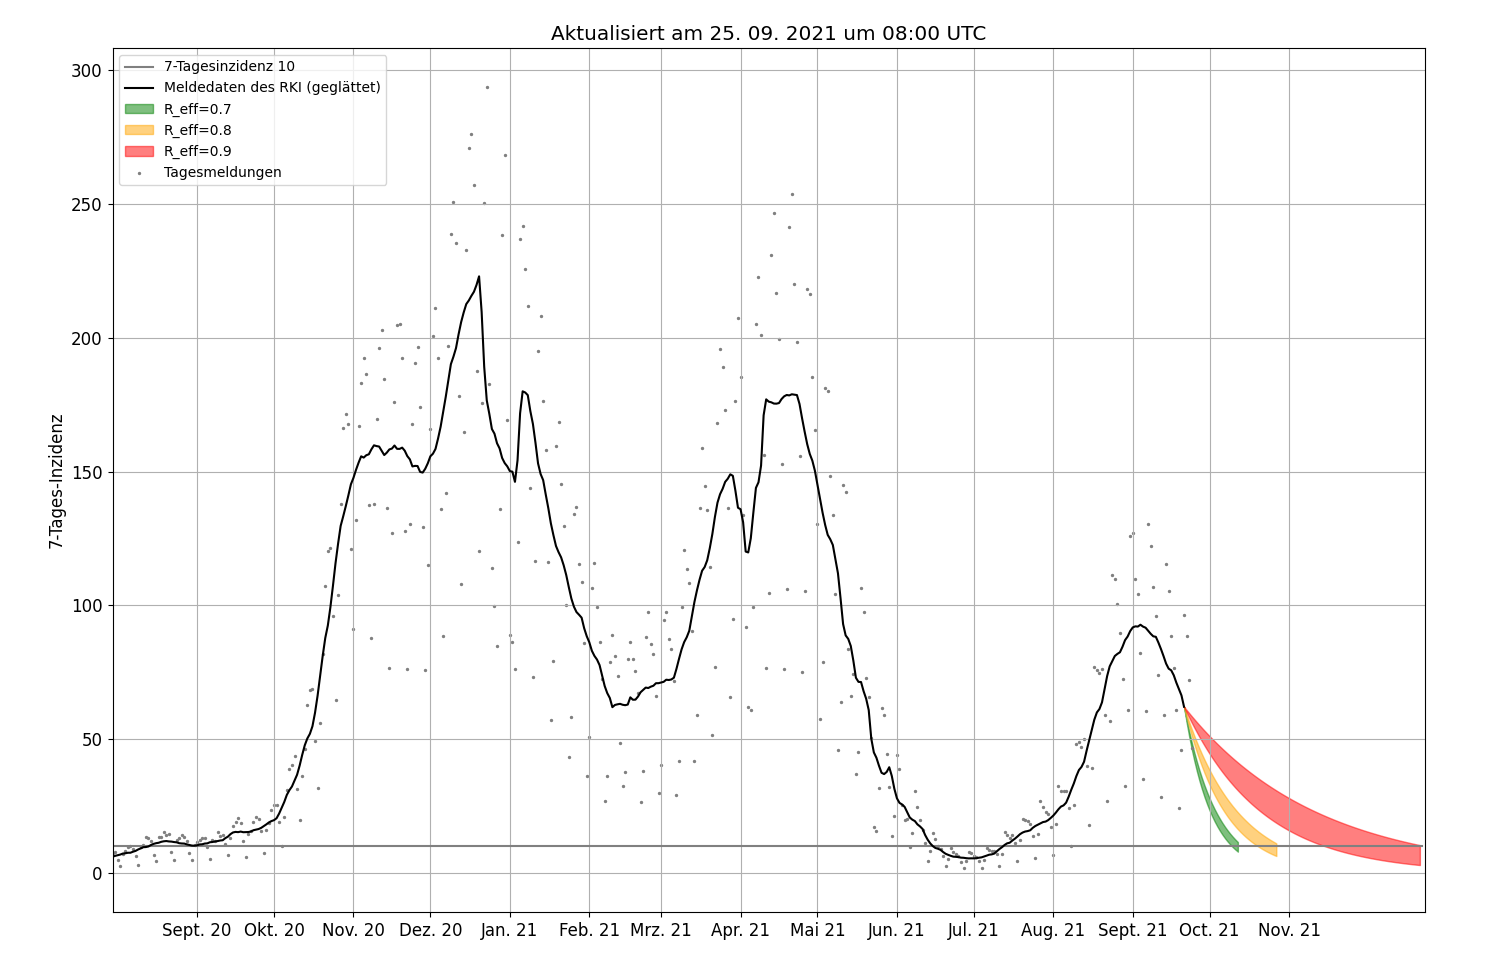 Aktualisiert am 25. 09. 2021 um 08:00 UTC
7-Tagesinzidenz 10
Meldedaten des RKI (geglättet)
R_eff=0.7
R_eff=0.8
R_eff=0.9
Tagesmeldungen
7-Tages-Inzidenz
300
250
200
150
100
50
0
Sept. 20 Okt. 20 Nov. 20 Dez. 20 Jan. 21 Feb. 21 Mrz. 21 Apr. 21 Mai 21 Jun. 21 Jul. 21 Aug. 21 Sept. 21 Oct. 21 Nov. 21